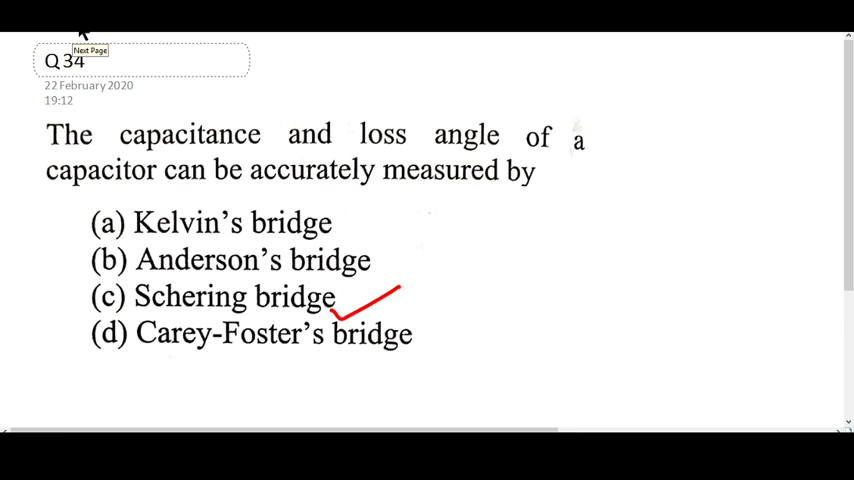 Next Page
Q 34
22 February 2020
19:12
The capacitance and loss angle of a
capacitor can be accurately measured by
(a) Kelvin's bridge
(b) Anderson's bridge
(c) Schering bridge
(d) Carey-Foster's bridge